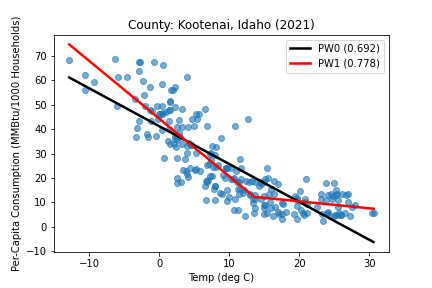 County: Kootenai, Idaho (2021)
PW0 (0.692)
PW1 (0.778)
Per-Capita Consumption (MMBtu/1000 Households)
70
60
50
40
30
20
10
0
−10
−10 0 10 20 30
Temp (deg C)